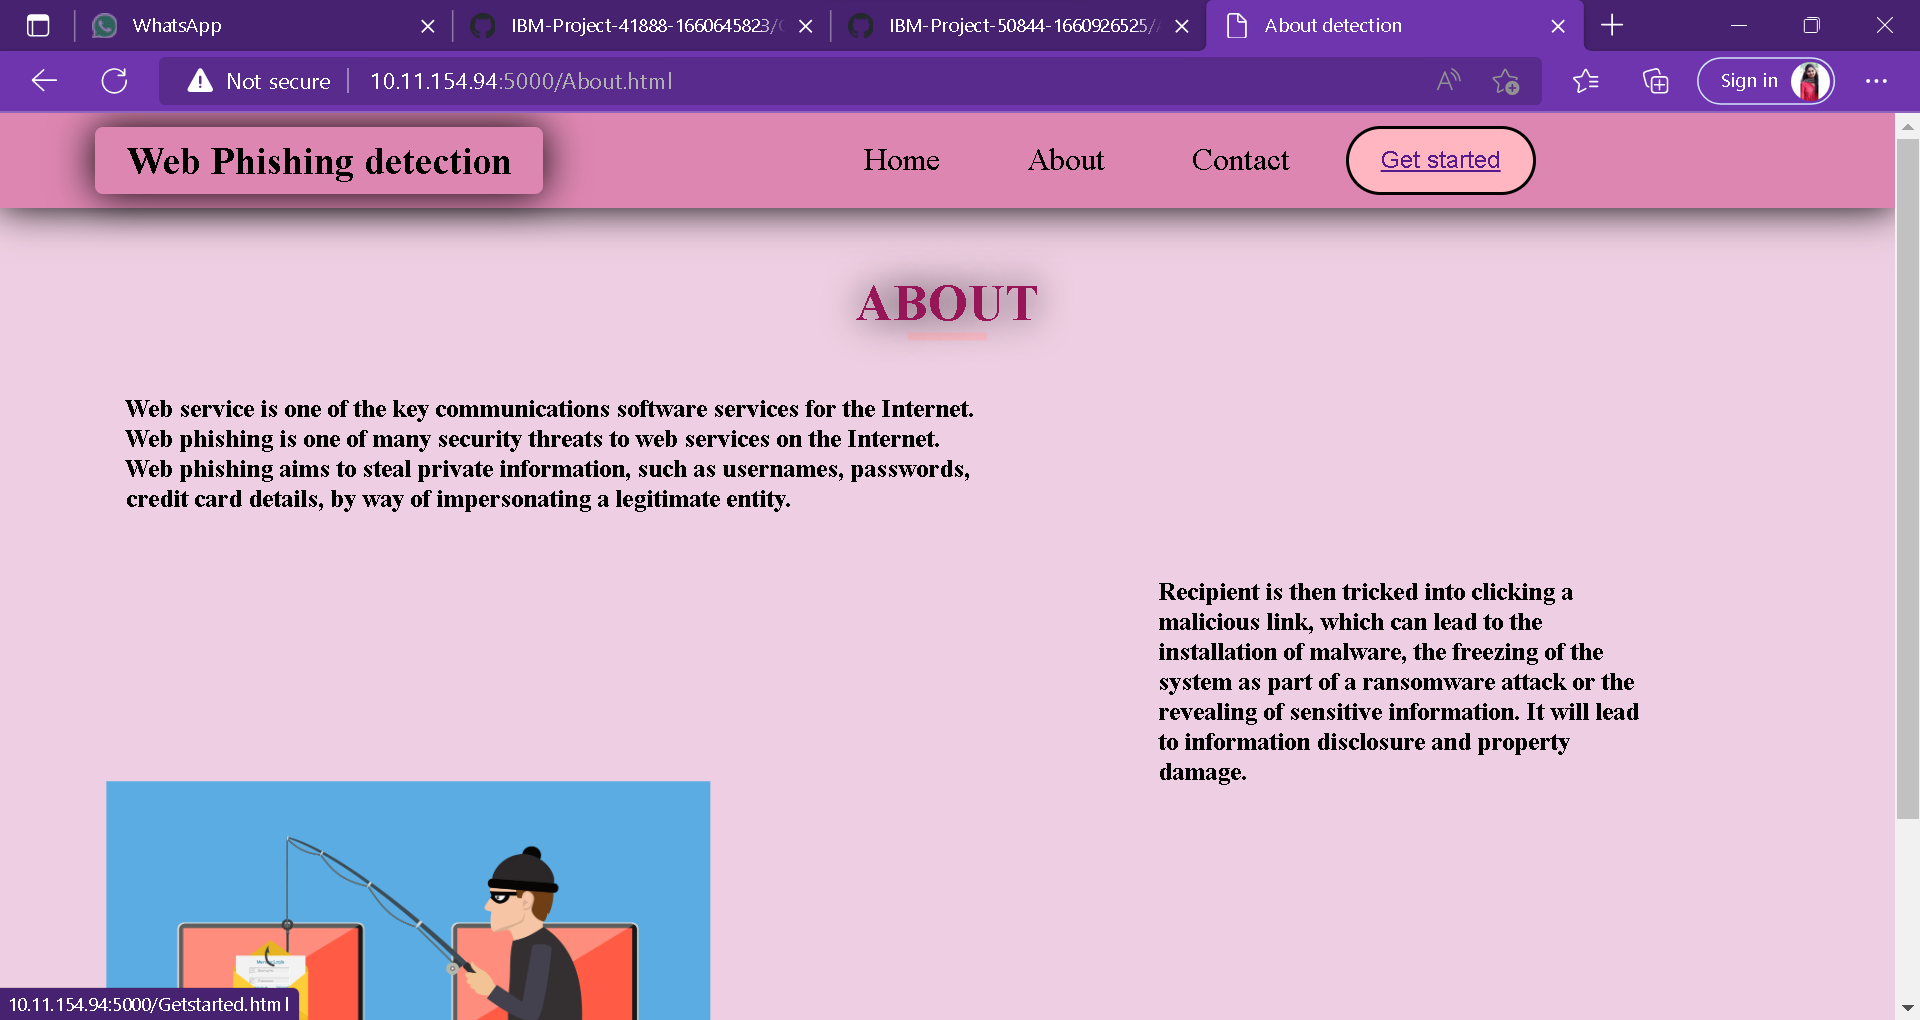 WhatsApp
IBM-Project-41888-1660645823/
IBM-Project-50844-1660926525/
About detection
Not secure
10.11.154.94:5000/About.html
Sign in
Web Phishing detection
Home
About
Contact
Get started
ABOUT
Web service is one of the key communications software services for the Internet.
Web phishing is one of many security threats to web services on the Internet.
Web phishing aims to steal private information, such as usernames, passwords,
credit card details, by way of impersonating a legitimate entity.
Recipient is then tricked into clicking a
malicious link, which can lead to the
installation of malware, the freezing of the
system as part of a ransomware attack or the
revealing of sensitive information. It will lead
to information disclosure and property
damage.
10.11.154.94:5000/Getstarted.html